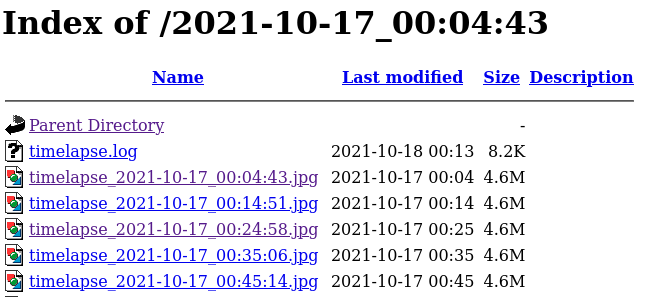 Index of /2021-10-17_00:04:43
Name Last modified Size Description
Parent Directory -
timelapse.log 2021-10-18 00:13 8.2K
timelapse_2021-10-17_00:04:43.jpg 2021-10-17 00:04 4.6M
timelapse_2021-10-17_00:14:51.jpg 2021-10-17 00:14 4.6M
timelapse_2021-10-17_00:24:58.jpg 2021-10-17 00:25 4.6M
timelapse_2021-10-17_00:35:06.jpg 2021-10-17 00:35 4.6M
timelapse_2021-10-17_00:45:14.jpg 2021-10-17 00:45 4.6M